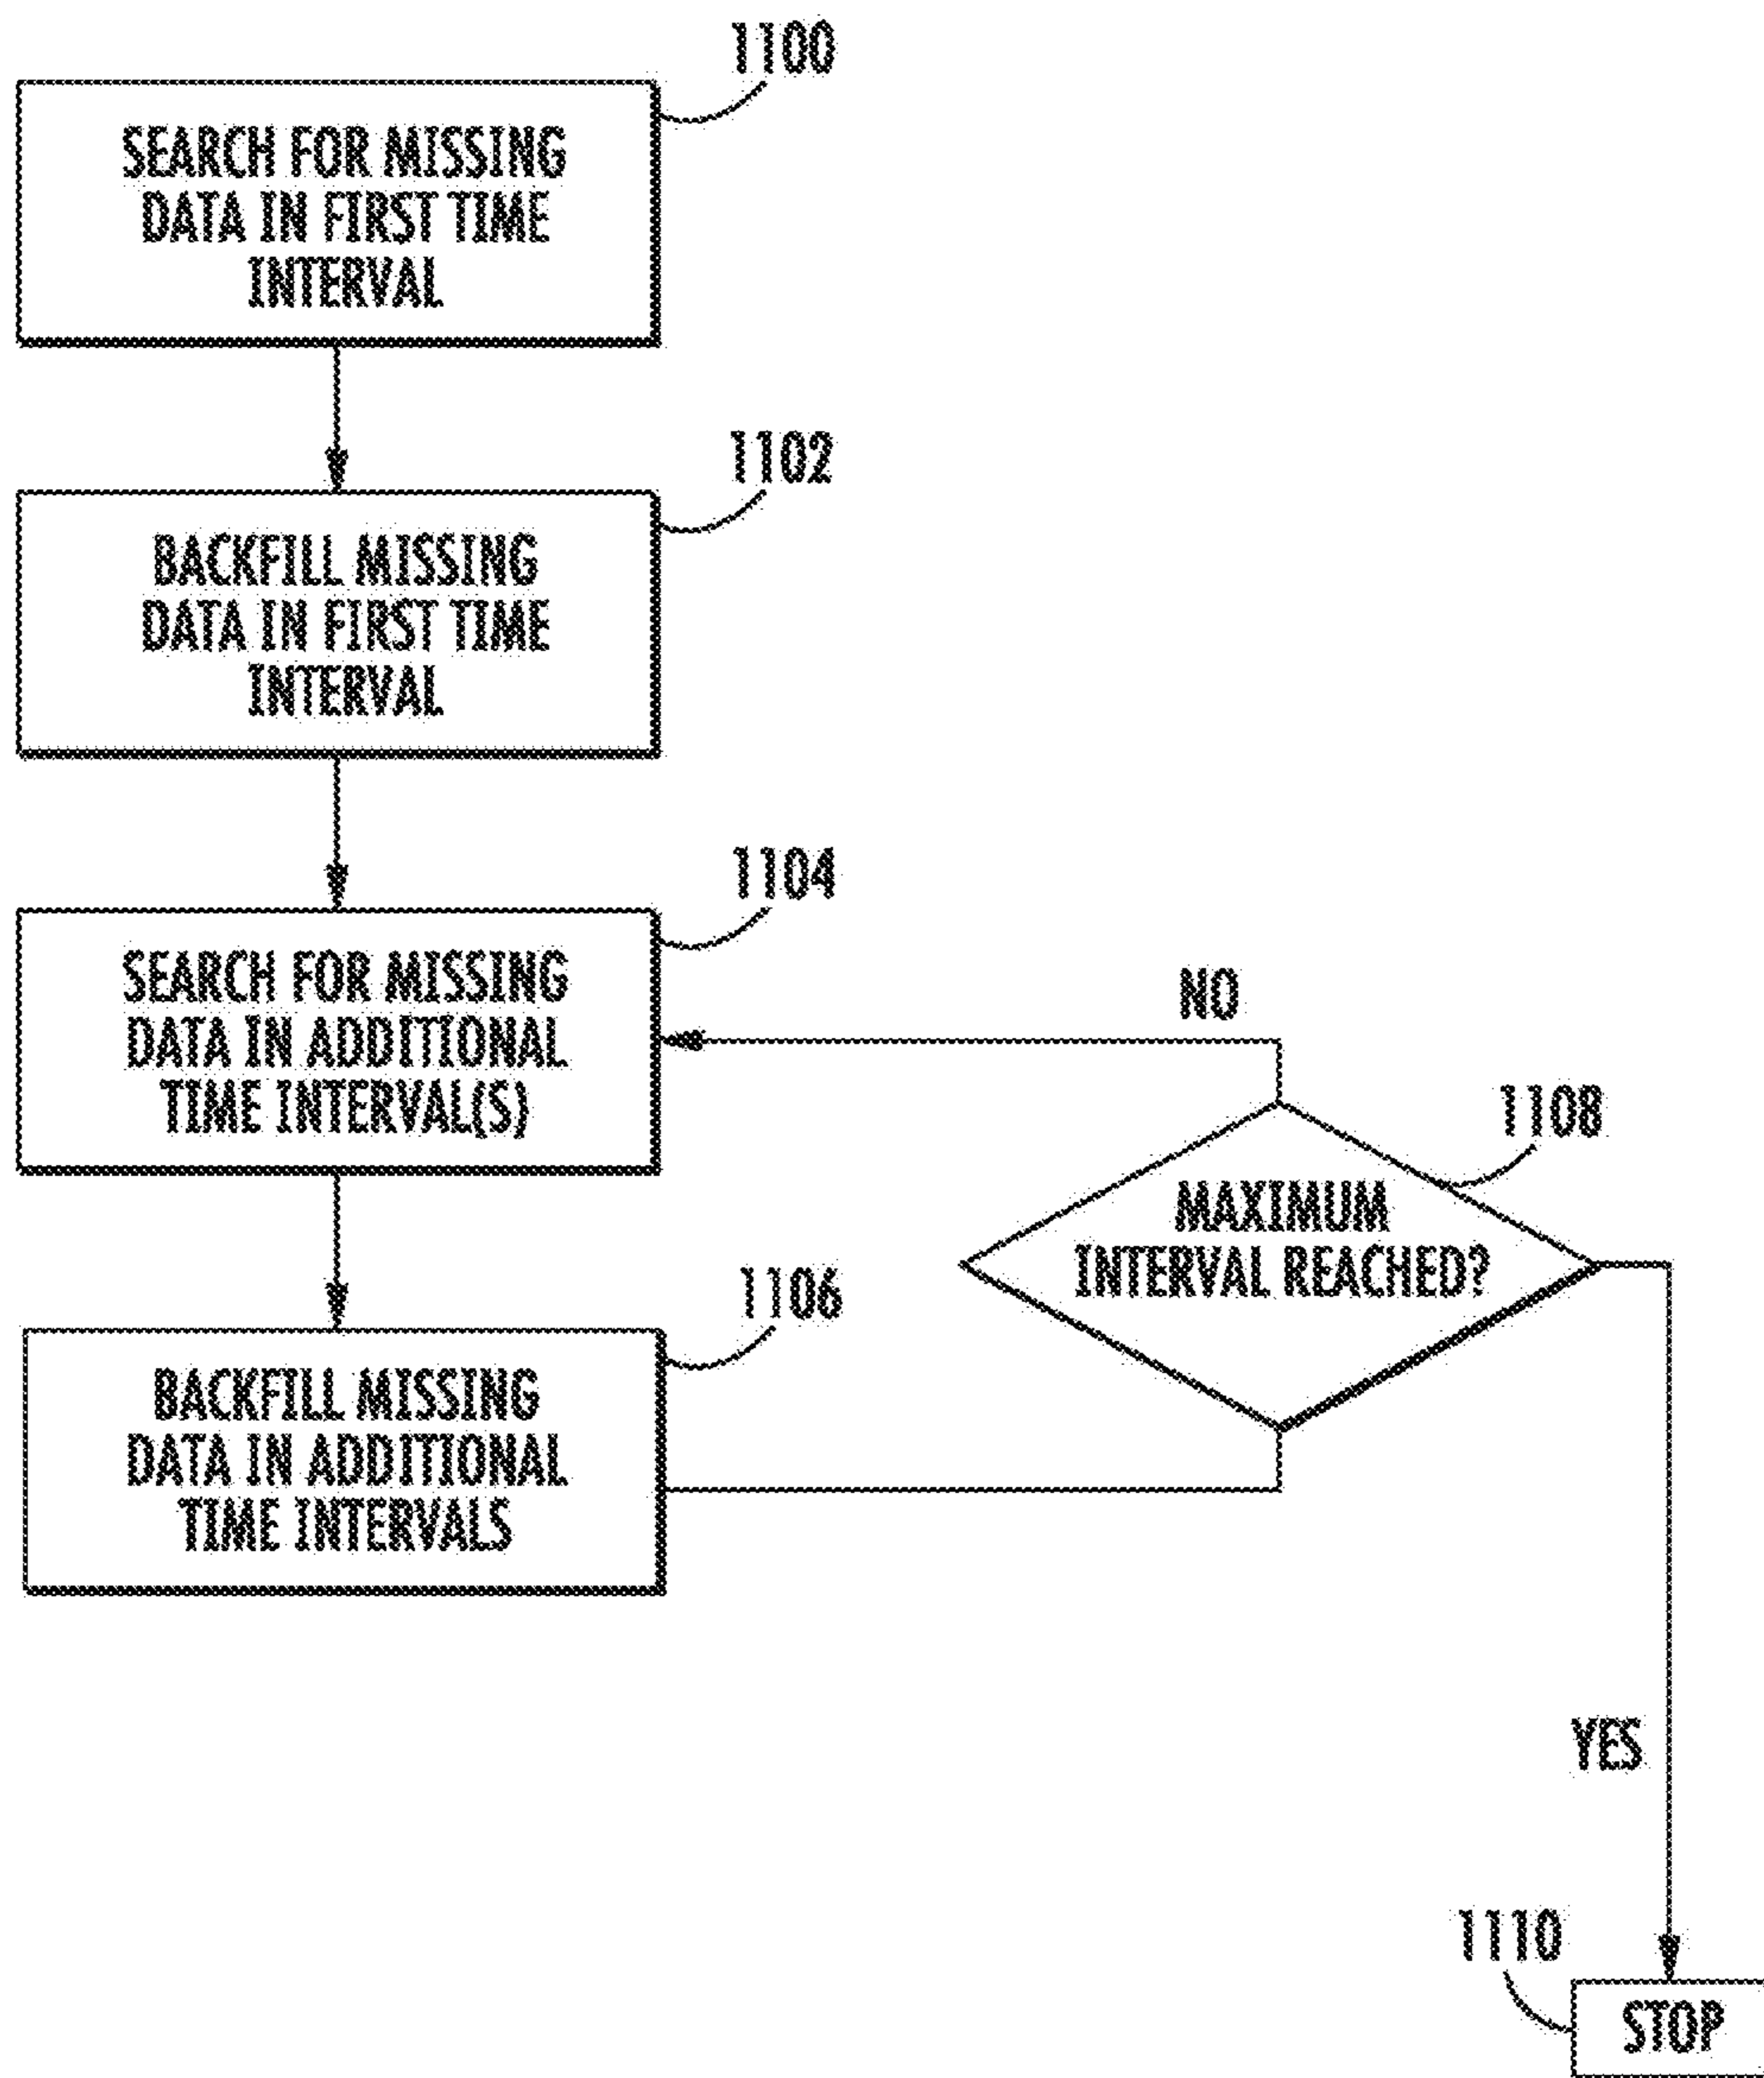 1100
SEARCH FOR MISSING
DATA IN FIRST TIME
INTERVAL
1102
BACKFILL MISSING
DATA IN FIRST TIME
INTERVAL
1104
SEARCH FOR MISSING
DATA IN ADDITIONAL
TIME INTERVAL(S)
NO
1108
MAXIMUM
INTERVAL REACHED?
1106
BACKFILL MISSING
DATA IN ADDITIONAL
TIME INTERVALS
YES
1110
STOP